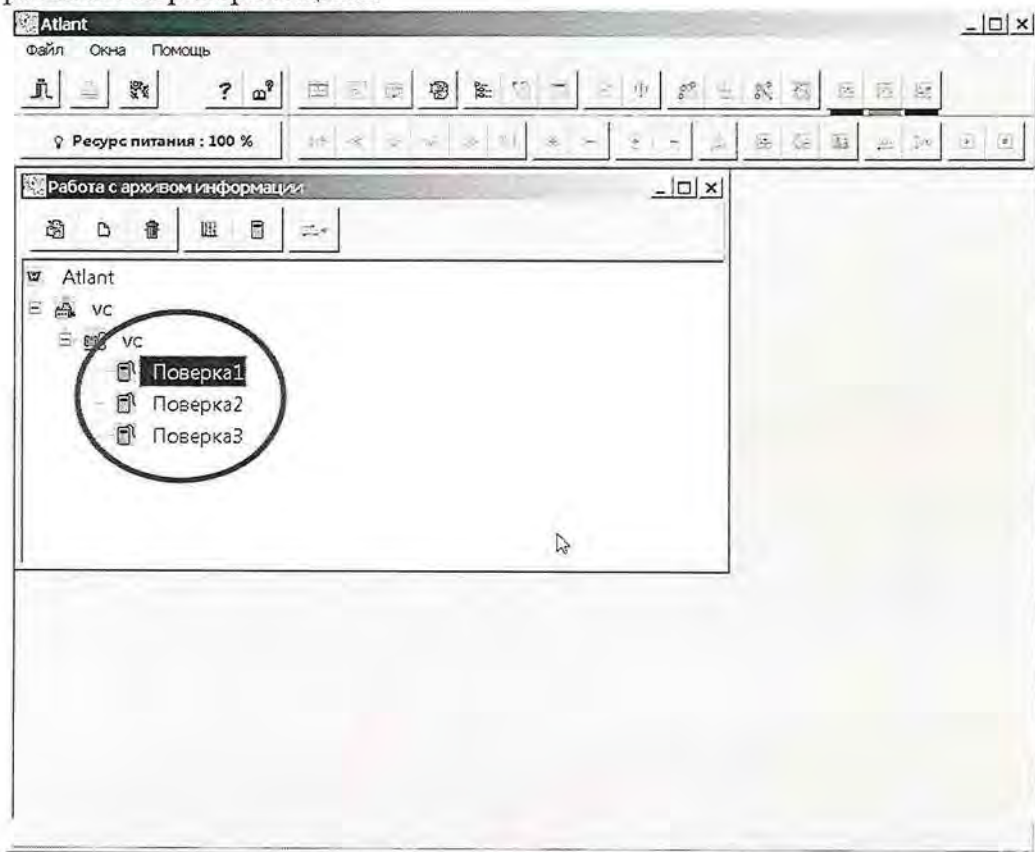 Atlant
Файл Окна Помощь
Ресурс питания : 100 %
Работа с архивом информации
Atlant
vc
vc
Поверка1
Поверка2
Поверка3